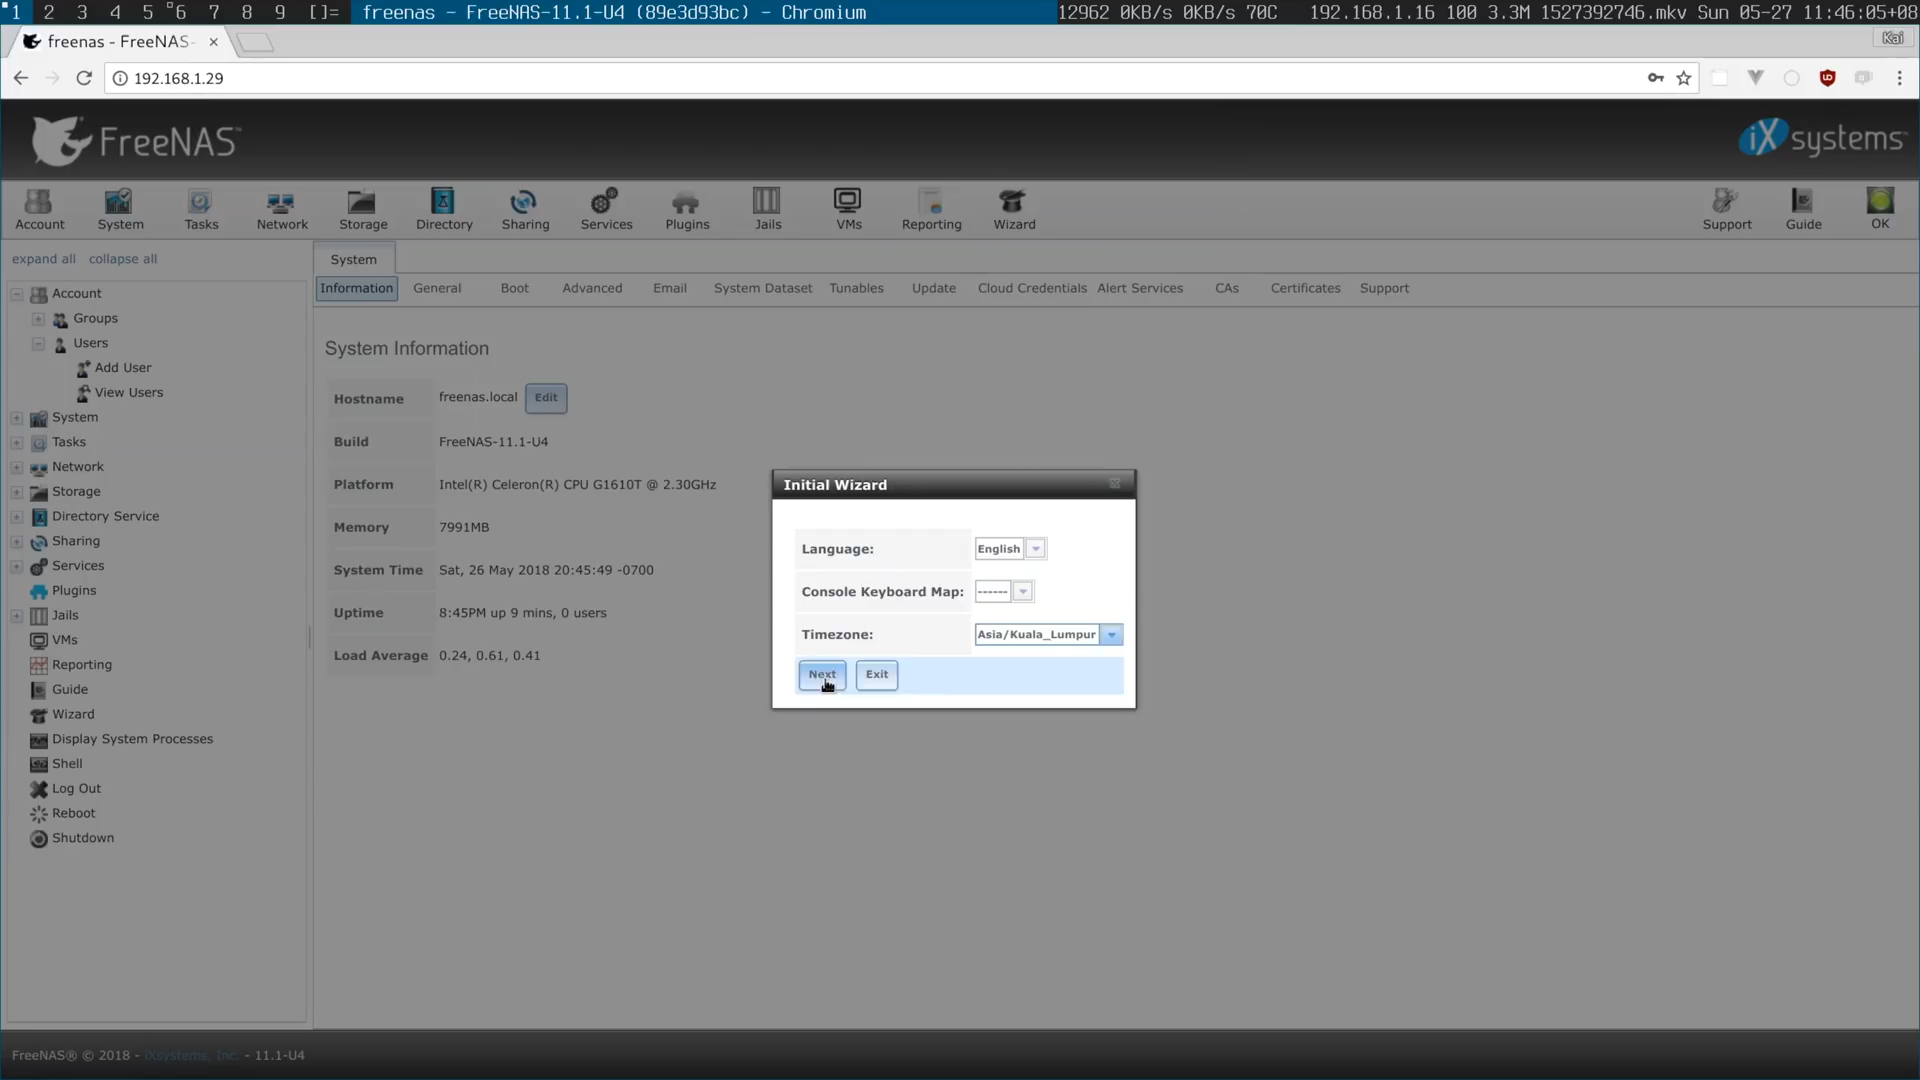 1 2 3 4 5 6 7 8 9 []= freenas - FreeNAS-11.1-U4 (89e3d93bc) - Chromium 12962 0KB/s 0KB/s 70C 192.168.1.16 100 3.3M 1527392746.mkv Sun 05-27 11:46:05+08
freenas - FreeNAS- Kai
192.168.1.29
FreeNAS™ iXsystems™
Account System Tasks Network Storage Directory Sharing Services Plugins Jails VMs Reporting Wizard Support Guide OK
expand all collapse all
System
Information General Boot Advanced Email System Dataset Tunables Update Cloud Credentials Alert Services CAs Certificates Support
Account
Groups
Users
Add User
View Users
System
Tasks
Network
Storage
Directory Service
Sharing
Services
Plugins
Jails
VMs
Reporting
Guide
Wizard
Display System Processes
Shell
Log Out
Reboot
Shutdown
System Information
Hostname freenas.local Edit
Build FreeNAS-11.1-U4
Platform Intel(R) Celeron(R) CPU G1610T @ 2.30GHz
Memory 7991MB
System Time Sat, 26 May 2018 20:45:49 -0700
Uptime 8:45PM up 9 mins, 0 users
Load Average 0.24, 0.61, 0.41
Initial Wizard
Language: English
Console Keyboard Map: ------
Timezone: Asia/Kuala_Lumpur
Next Exit
FreeNAS® © 2018 - iXsystems, Inc. - 11.1-U4